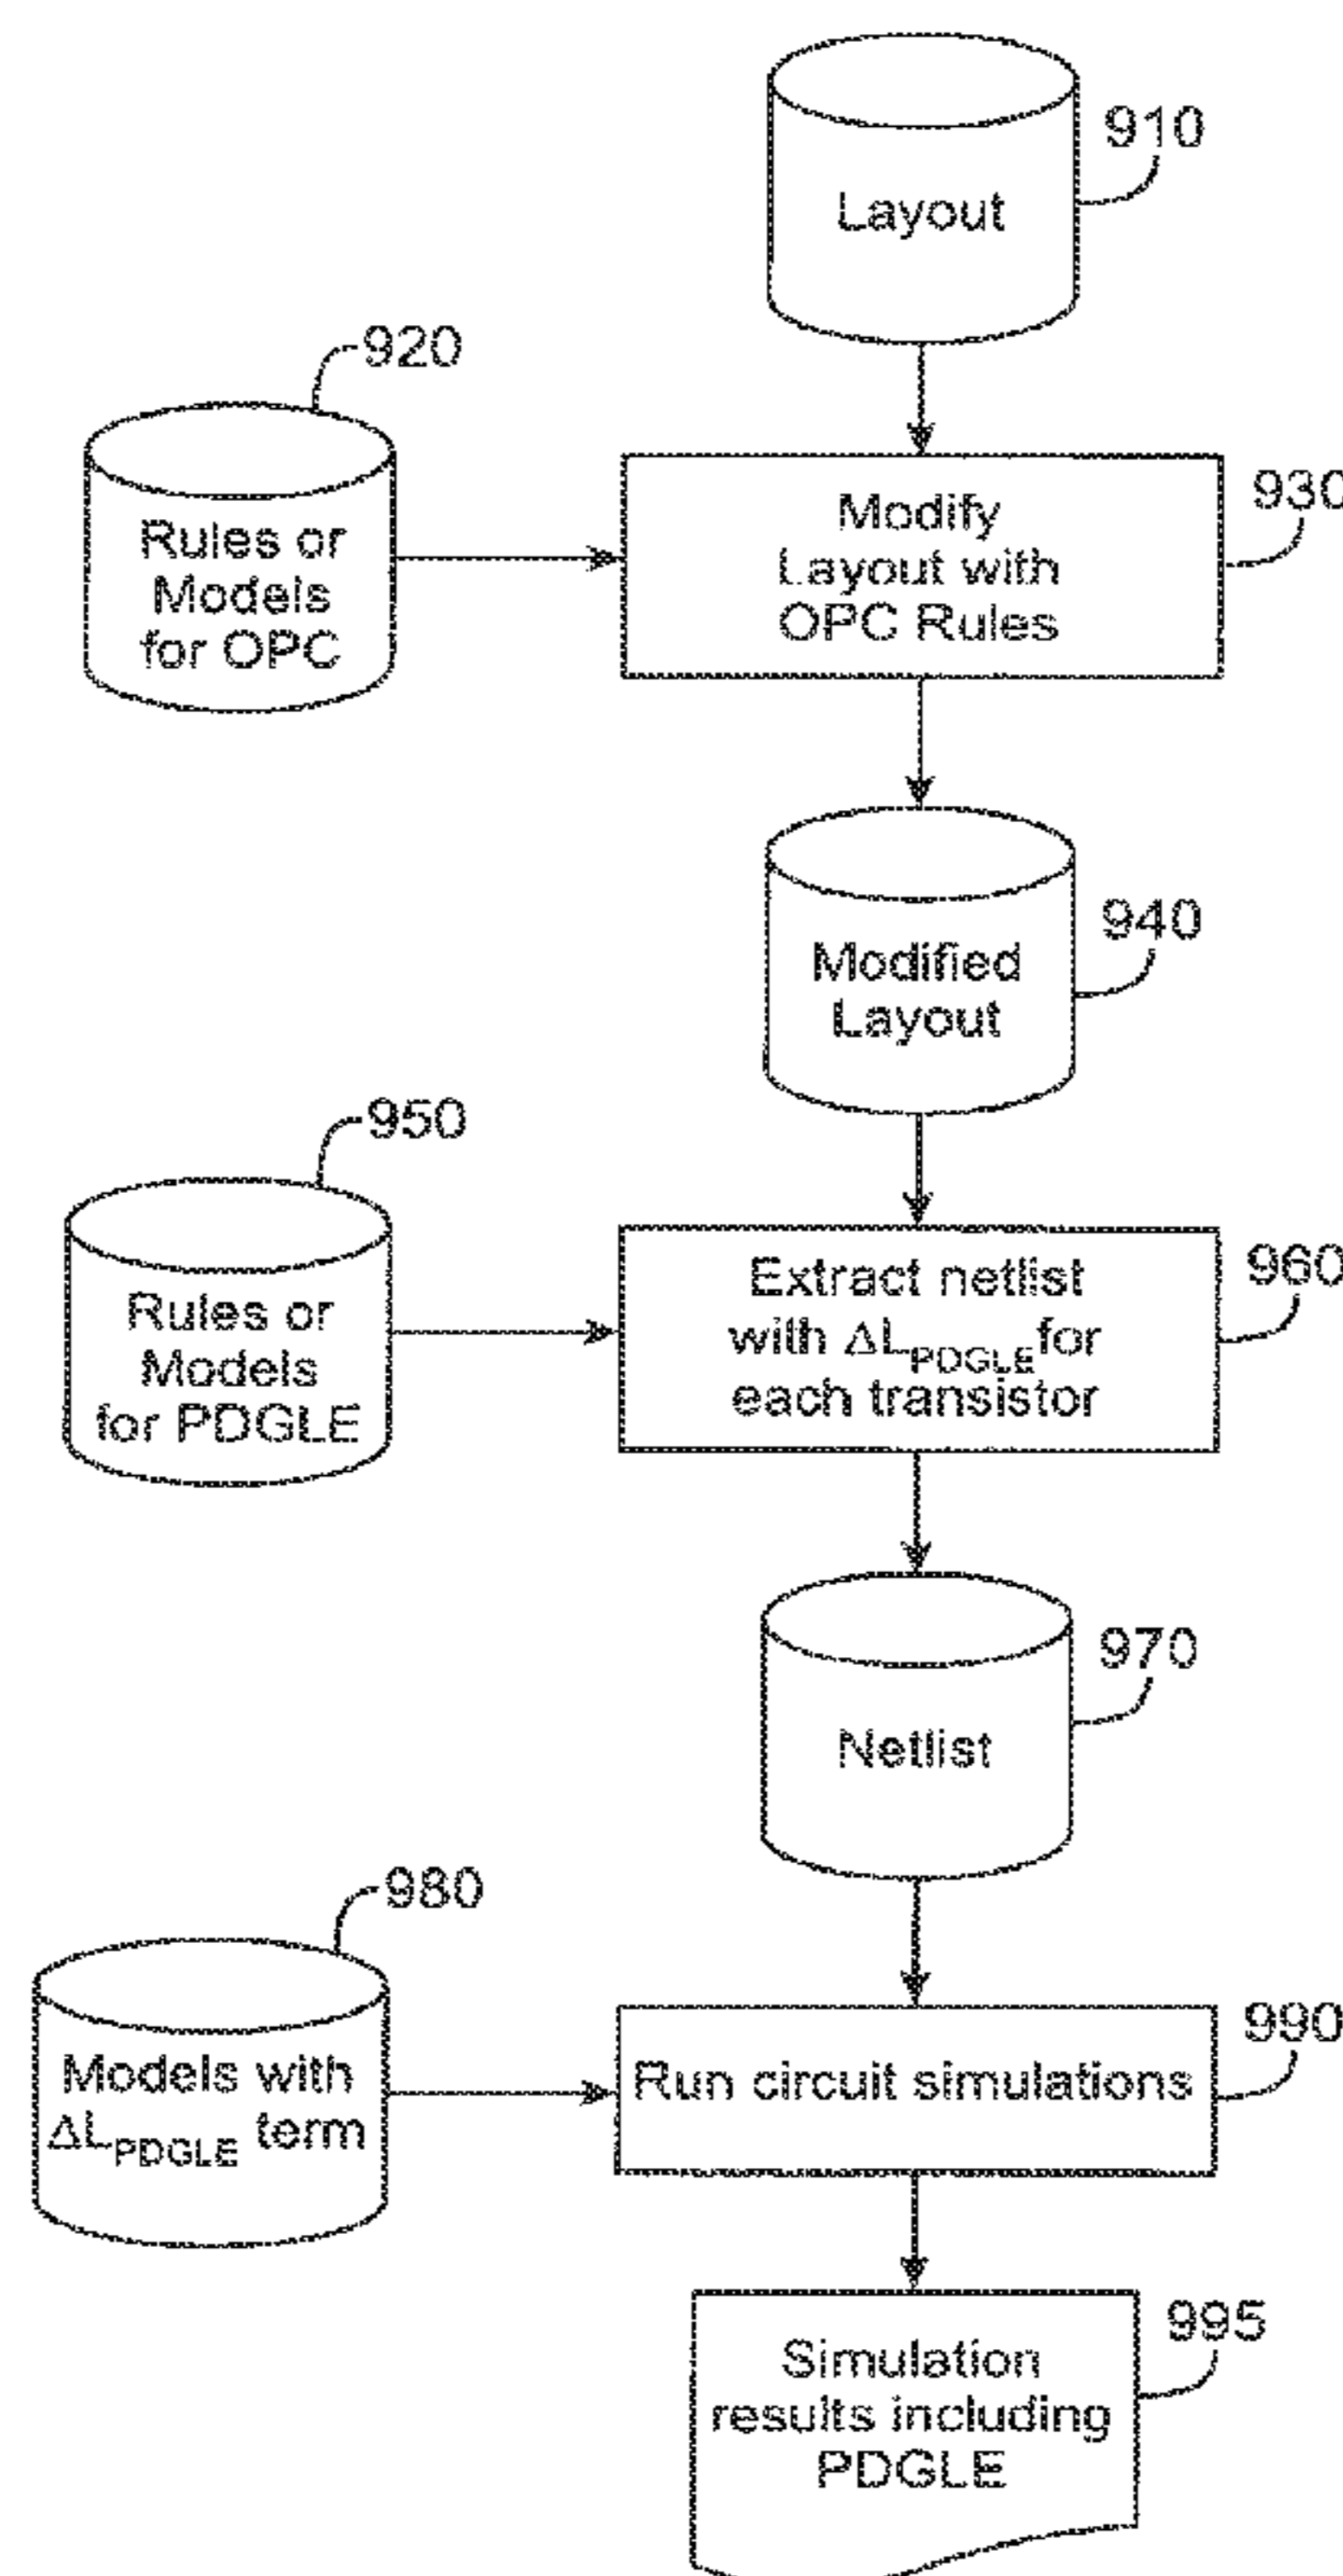 910
Layout
920
Rules or
Models
for OPC
930
Modify
Layout with
OPC Rules
940
Modified
Layout
950
Rules or
Models
for PDGLE
960
Extract netlist
with ΔLPDGLE for
each transistor
970
Netlist
980
Models with
ΔLPDGLE term
990
Run circuit simulations
995
Simulation
results including
PDGLE